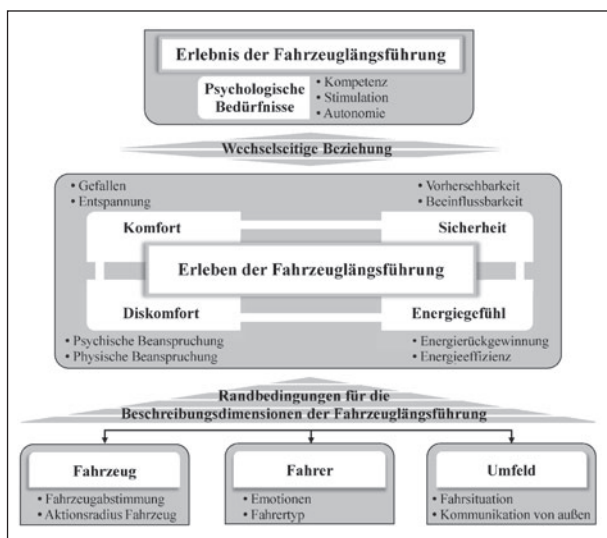 Erlebnis der Fahrzeuglängsführung
Psychologische
Bedürfnisse
• Kompetenz
• Stimulation
• Autonomie
Wechselseitige Beziehung
• Gefallen
• Entspannung
• Vorhersehbarkeit
• Beeinflussbarkeit
Komfort
Sicherheit
Erleben der Fahrzeuglängsführung
Diskomfort
Energiegefühl
• Psychische Beanspruchung
• Physische Beanspruchung
• Energierückgewinnung
• Energieeffizienz
Randbedingungen für die
Beschreibungsdimensionen der Fahrzeuglängsführung
Fahrzeug
• Fahrzeugabstimmung
• Aktionsradius Fahrzeug
Fahrer
• Emotionen
• Fahrertyp
Umfeld
• Fahrsituation
• Kommunikation von außen